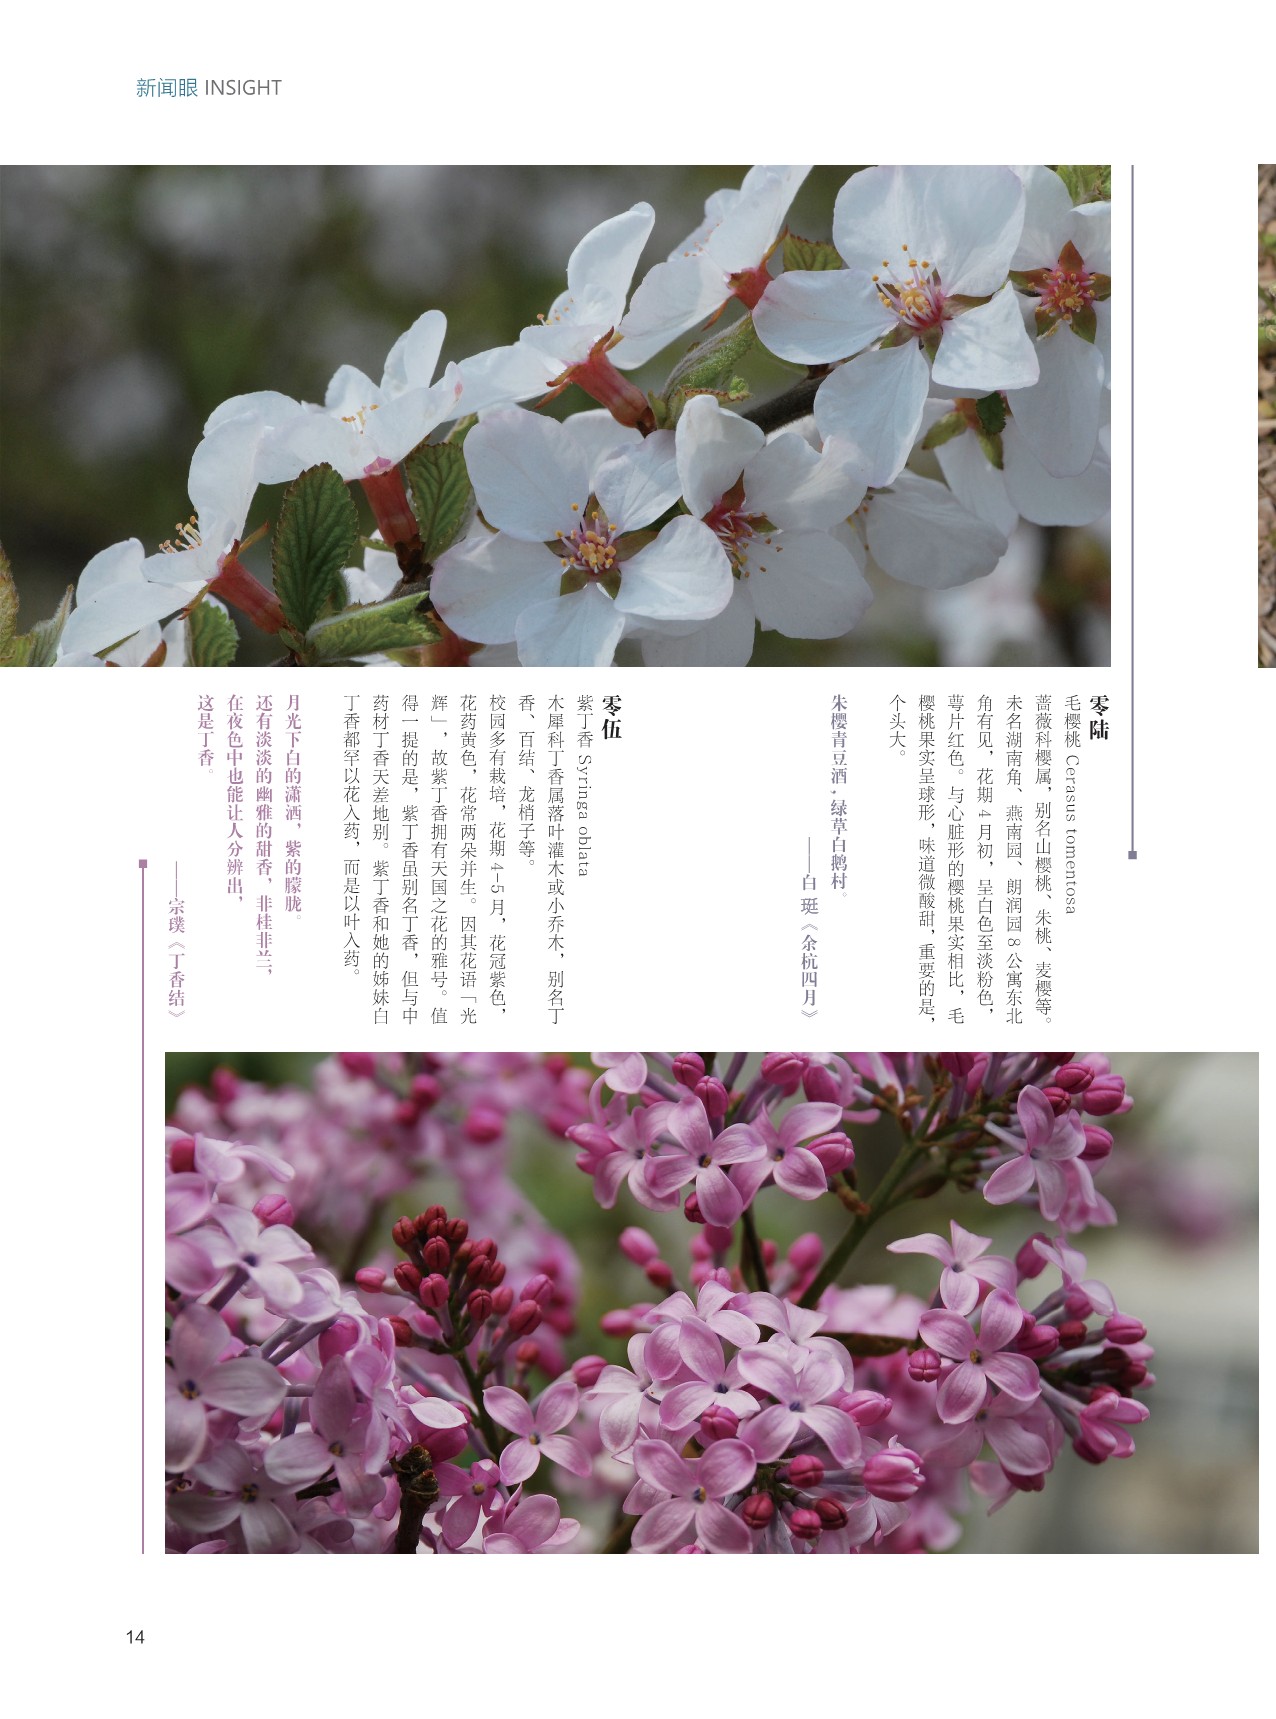 新闻眼 INSIGHT
零陆
毛樱桃 Cerasus tomentosa
蔷薇科樱属，别名山樱桃、朱桃、麦樱等。
未名湖南角、燕南园、朗润园 8 公寓东北
角有见，花期 4 月初，呈白色至淡粉色，
萼片红色。与心脏形的樱桃果实相比，毛
樱桃果实呈球形，味道微酸甜，重要的是，
个头大。
朱樱青豆酒，绿草白鹅村。
——白 珽《余杭四月》
零伍
紫丁香 Syringa oblata
木犀科丁香属落叶灌木或小乔木，别名丁
香、百结、龙梢子等。
校园多有栽培，花期 4-5 月，花冠紫色，
花药黄色，花常两朵并生。因其花语「光
辉」，故紫丁香拥有天国之花的雅号。值
得一提的是，紫丁香虽别名丁香，但与中
药材丁香天差地别。紫丁香和她的姊妹白
丁香都罕以花入药，而是以叶入药。
月光下白的潇洒，紫的朦胧。
还有淡淡的幽雅的甜香，非桂非兰，
在夜色中也能让人分辨出，
这是丁香。
——宗璞《丁香结》
14